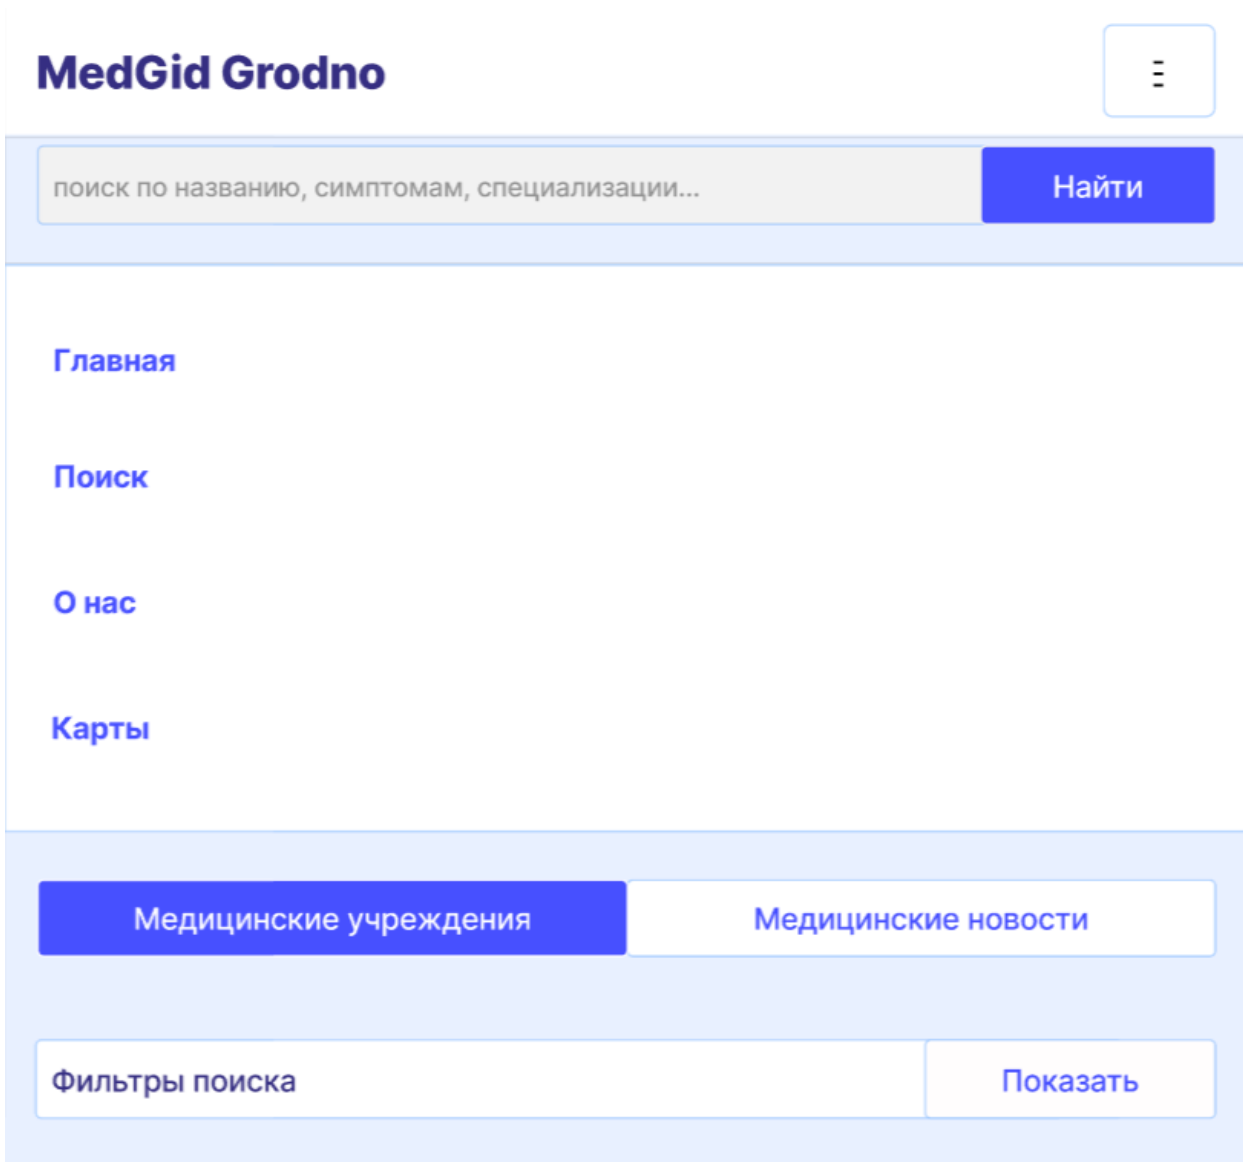 MedGid Grodno
поиск по названию, симптомам, специализации...
Найти
Главная
Поиск
О нас
Карты
Медицинские учреждения
Медицинские новости
Фильтры поиска
Показать